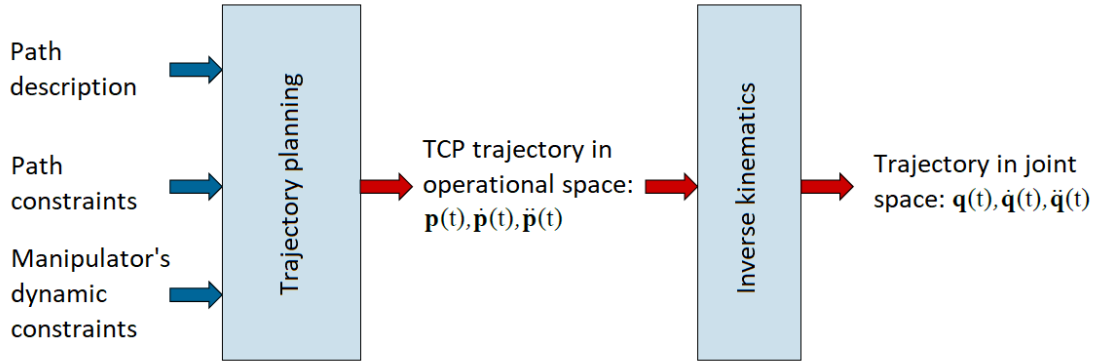 Path
description
Path
constraints
Manipulator's
dynamic
constraints
Trajectory planning
TCP trajectory in
operational space:
𝐩(t),𝐩̇(t),𝐩̈(t)
Inverse kinematics
Trajectory in joint
space: 𝐪(t),𝐪̇(t),𝐪̈(t)